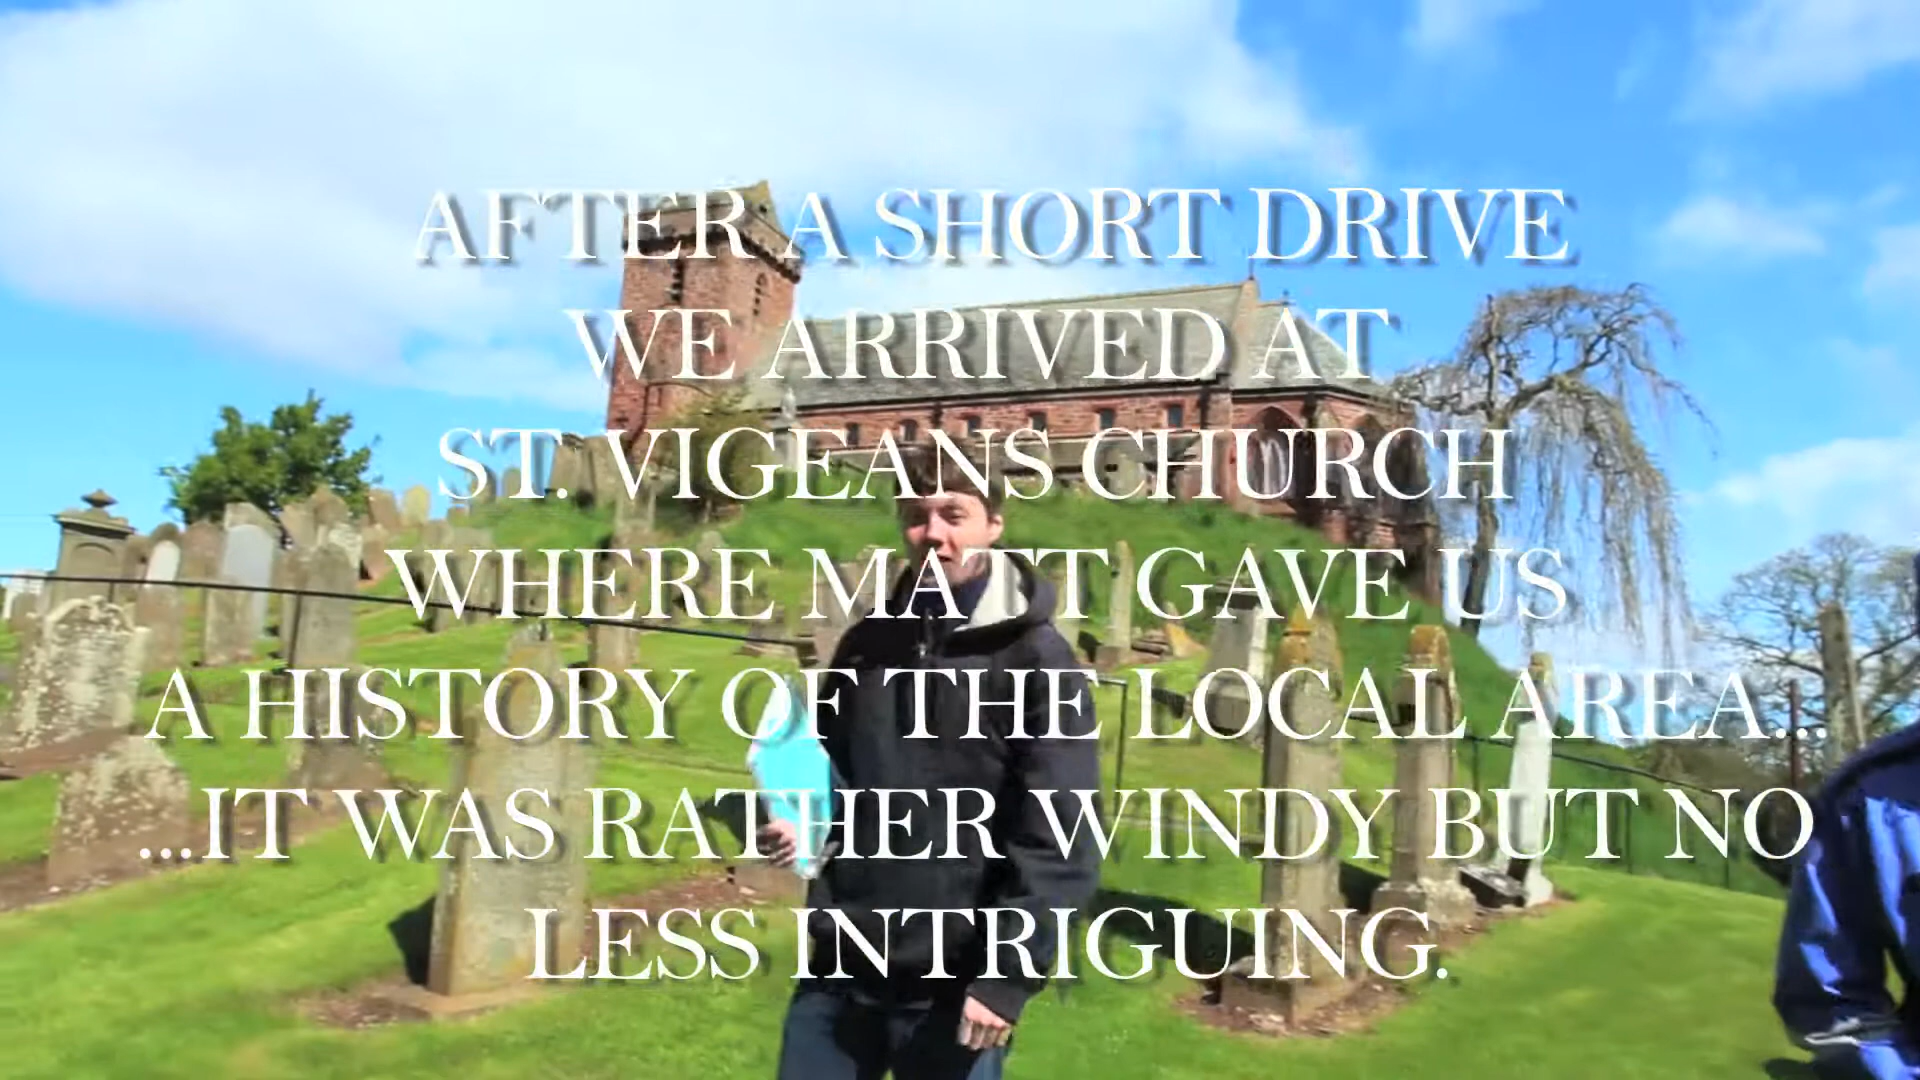 AFTER A SHORT DRIVE
WE ARRIVED AT
ST. VIGEANS CHURCH
WHERE MATT GAVE US
A HISTORY OF THE LOCAL AREA...
...IT WAS RATHER WINDY BUT NO
LESS INTRIGUING.